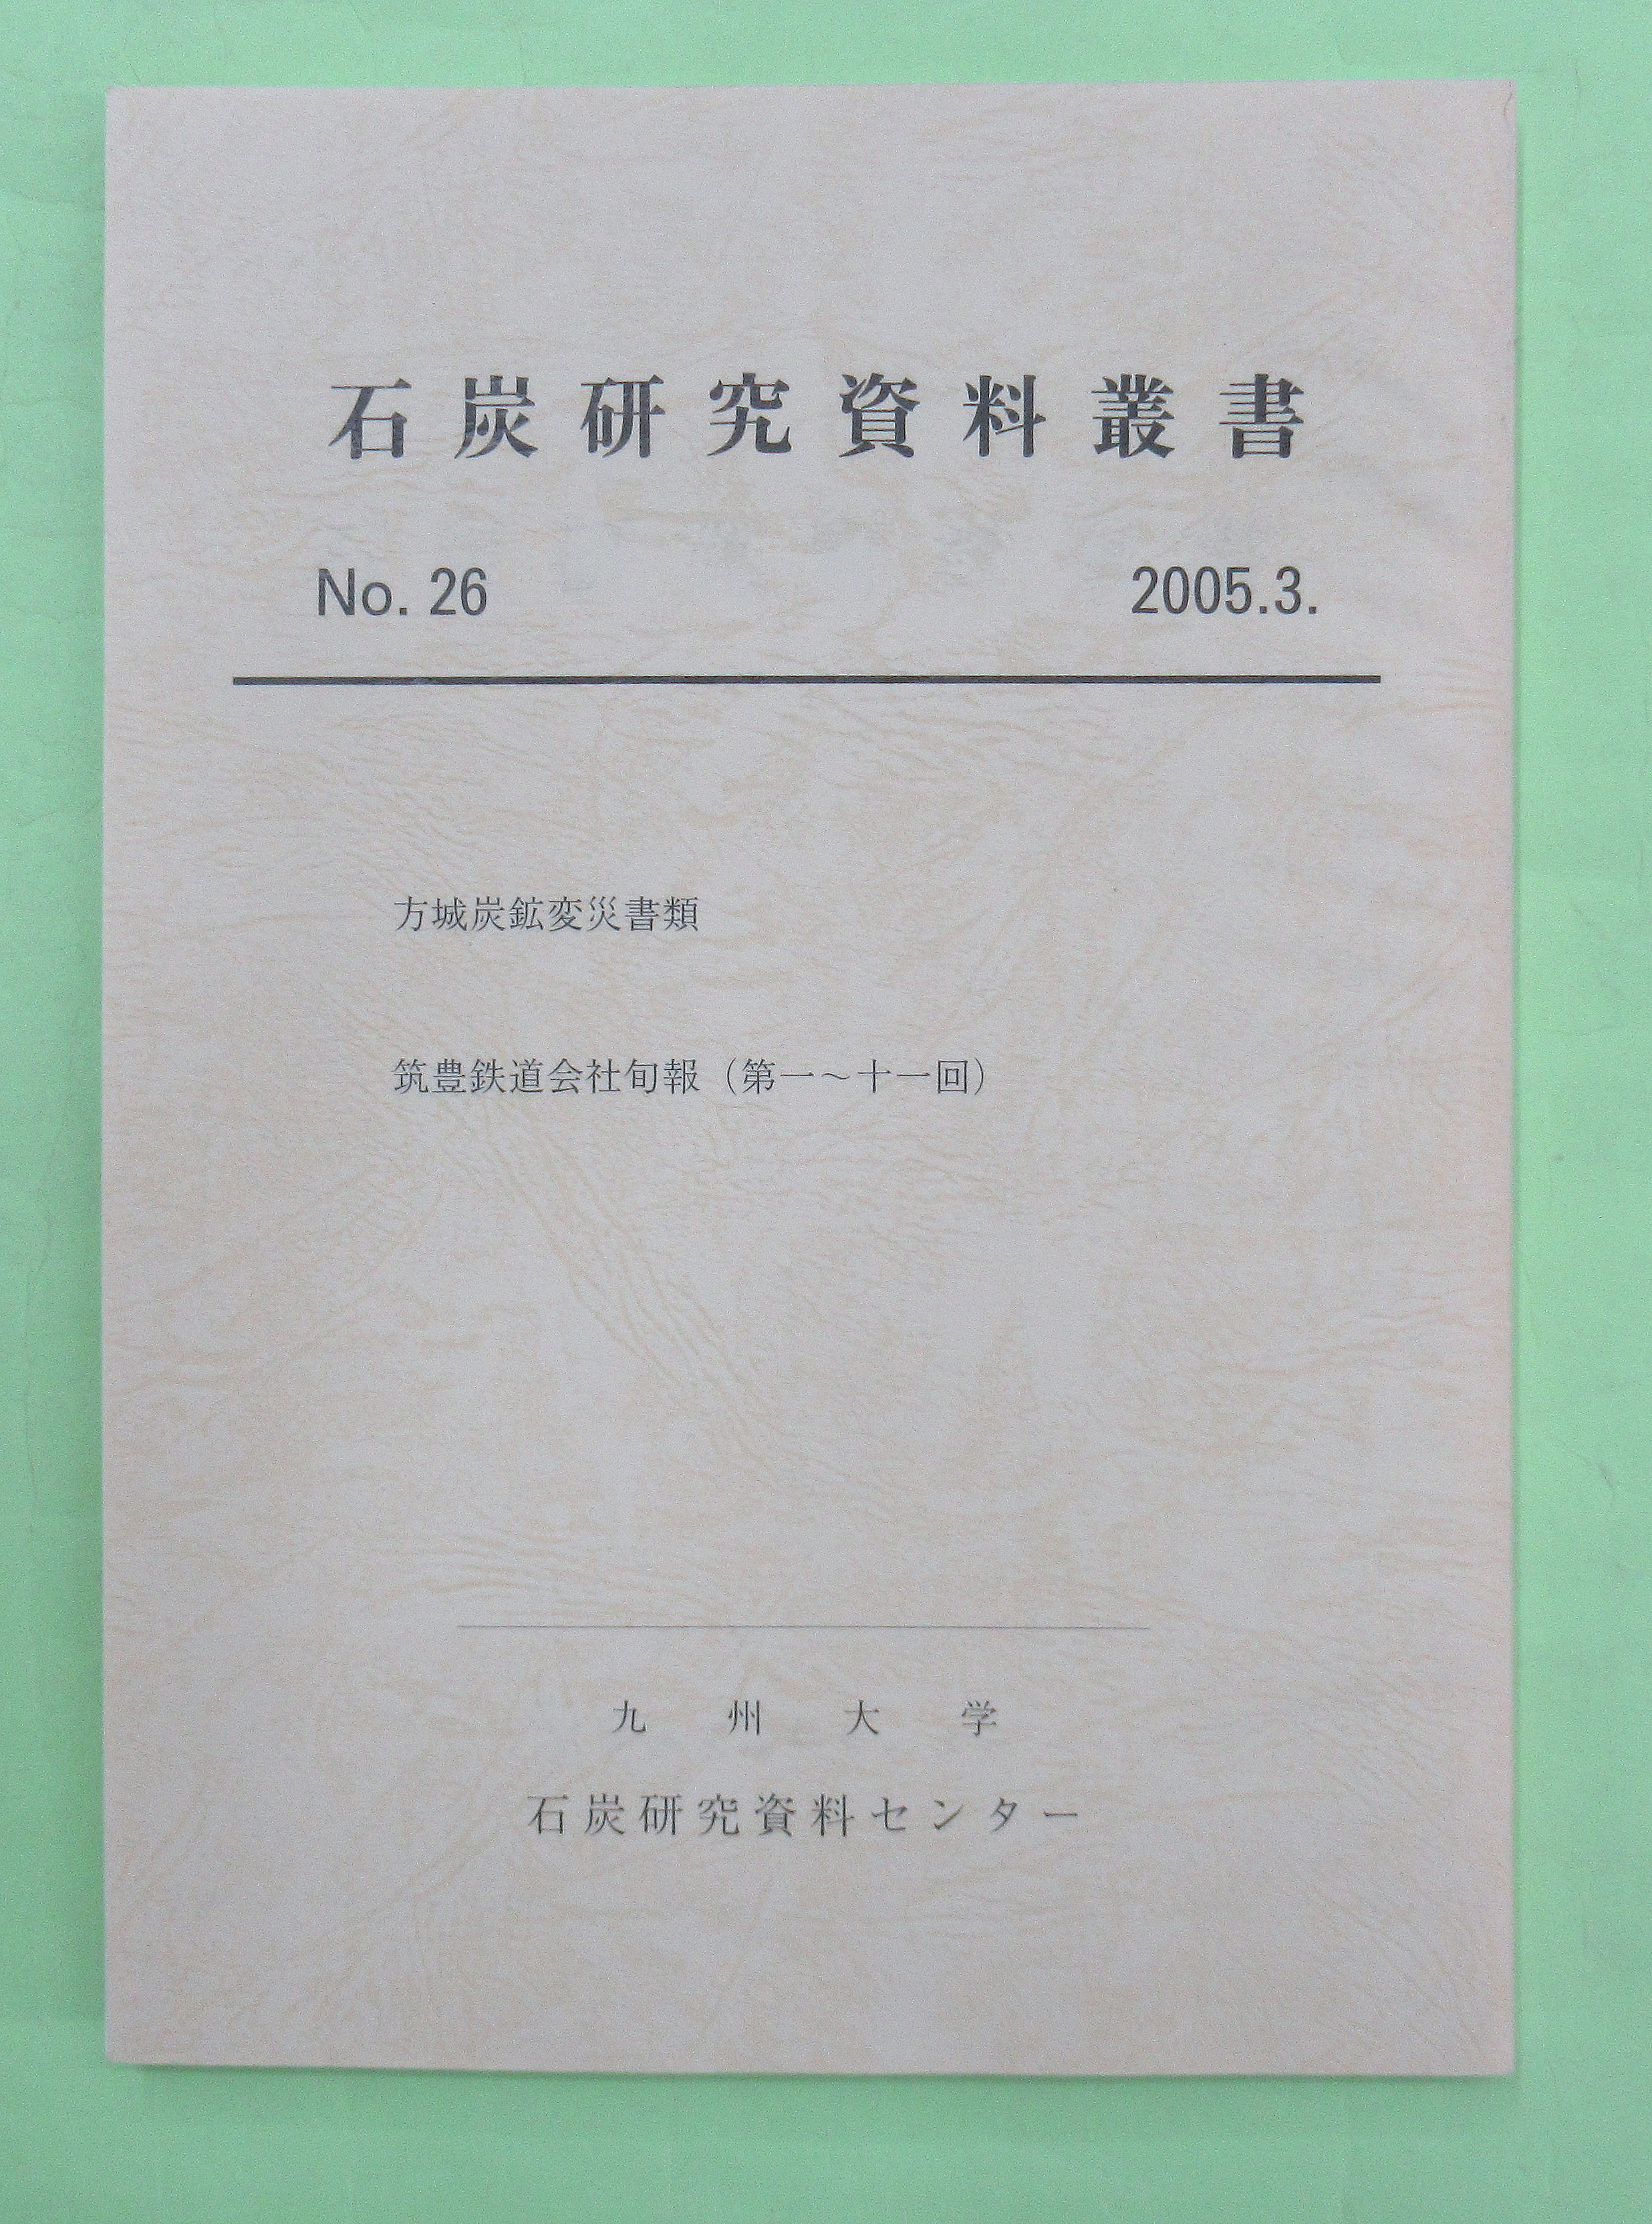 石炭研究資料叢書
No. 26 2005.3.
方城炭鉱変災書類
筑豊鉄道会社旬報（第一～十一回）
九州大学
石炭研究資料センター